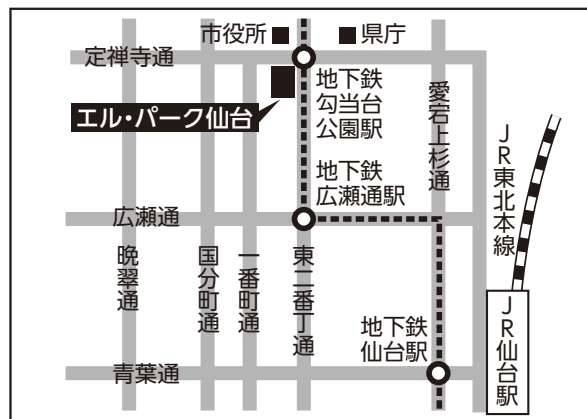 市役所
県庁
定禅寺通
地下鉄
勾当台
公園駅
エル・パーク仙台
愛宕上杉通
地下鉄
広瀬通駅
JR東北本線
広瀬通
晩翠通
国分町通
一番町通
東二番丁通
地下鉄
仙台駅
JR仙台駅
青葉通